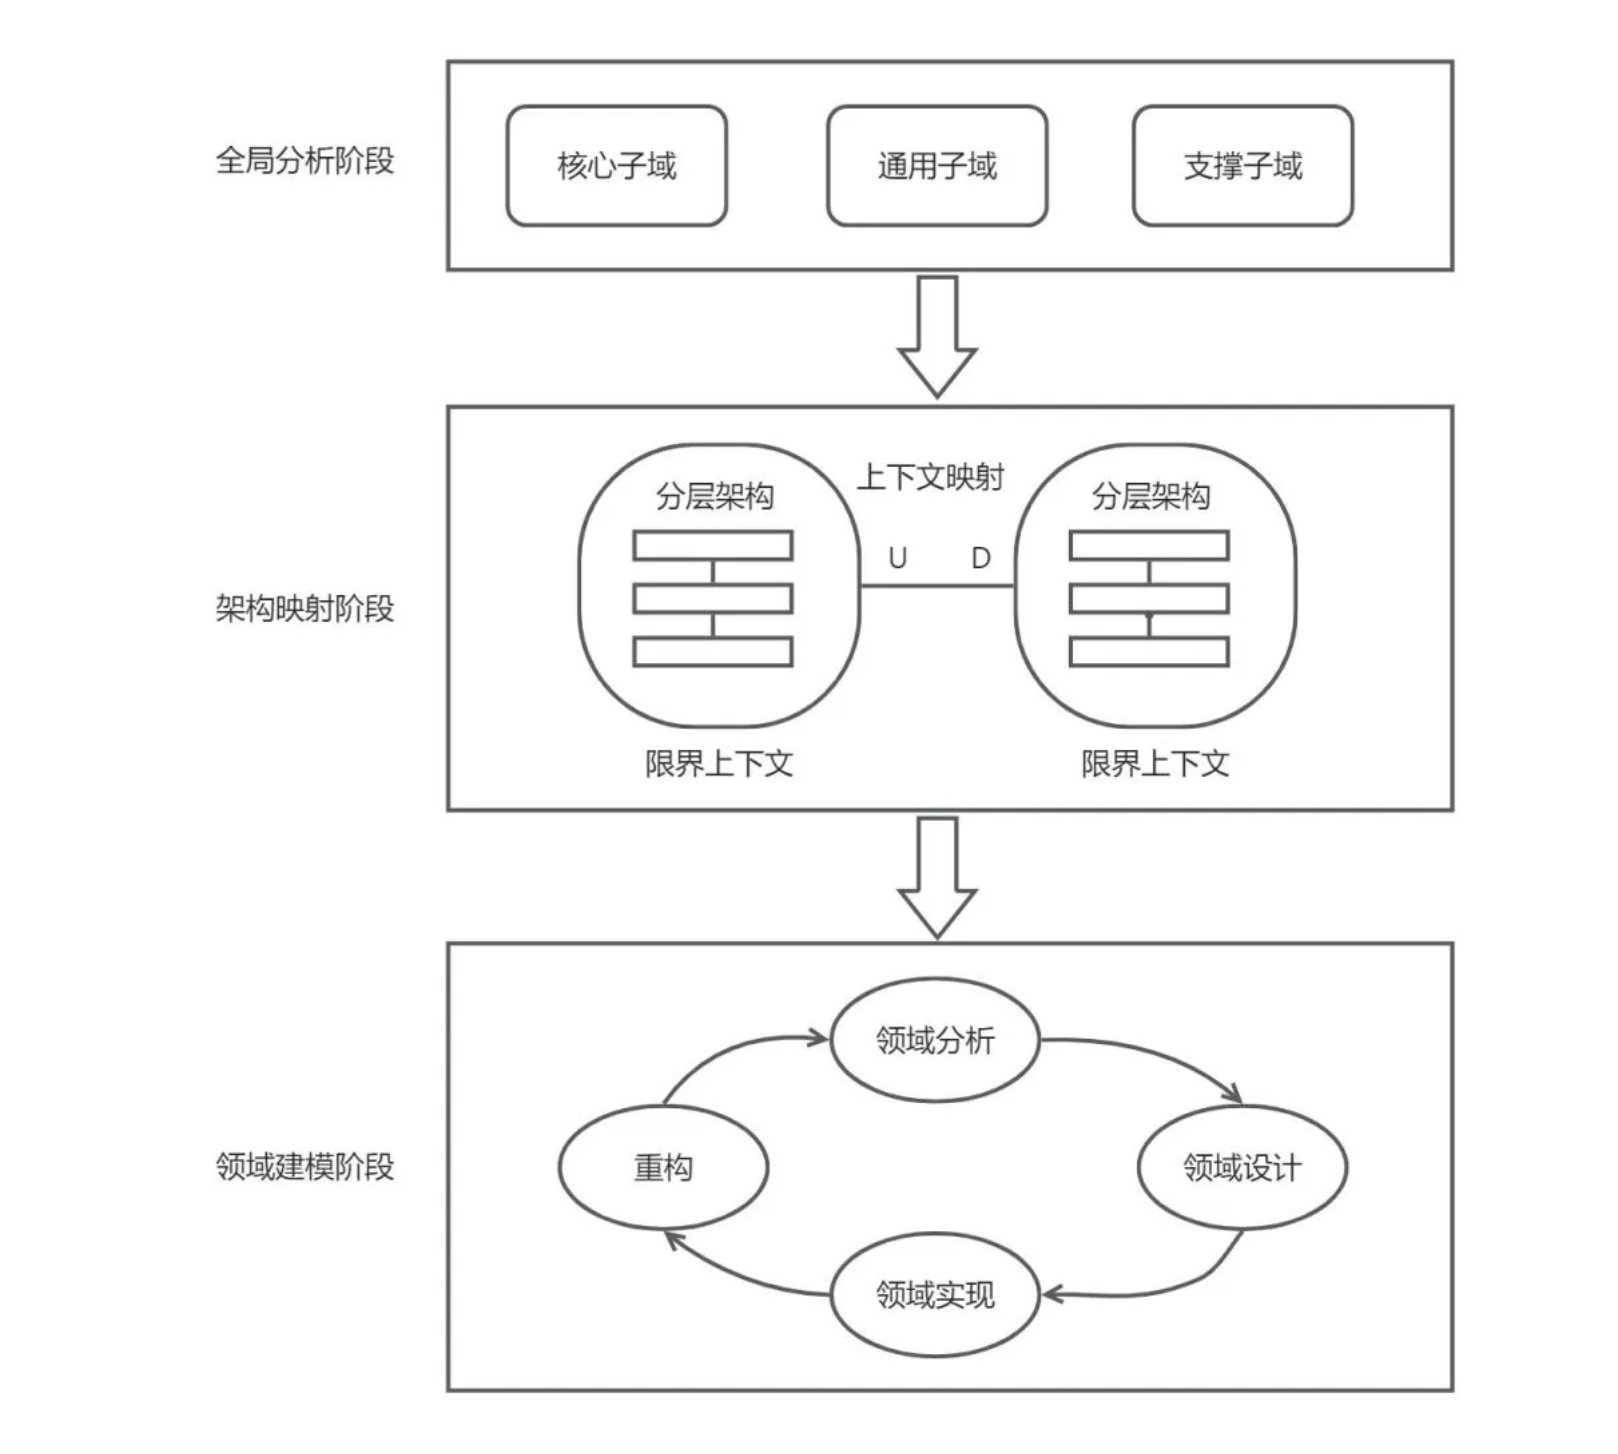 全局分析阶段
核心子域
通用子域
支撑子域
架构映射阶段
分层架构
上下文映射
分层架构
U
D
限界上下文
限界上下文
领域建模阶段
领域分析
重构
领域设计
领域实现